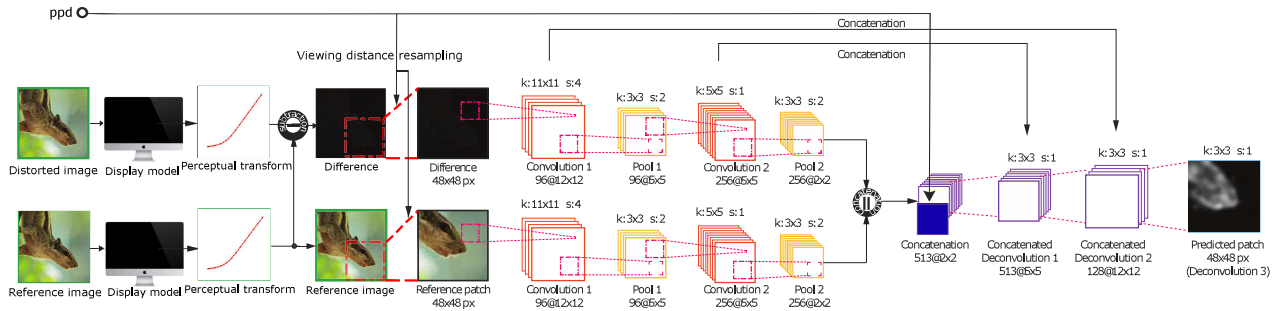 ppd
Concatenation
Concatenation
Viewing distance resampling
k:11x11 s:4
k:3x3 s:2
k:5x5 s:1
k:3x3 s:2
Distorted image
Display model
Perceptual transform
subtraction
Difference
Difference
48x48 px
Convolution 1
96@12x12
Pool 1
96@5x5
Convolution 2
256@5x5
Pool 2
256@2x2
k:3x3 s:1
k:3x3 s:1
k:3x3 s:1
k:11x11 s:4
k:3x3 s:2
k:5x5 s:1
k:3x3 s:2
Reference image
Display model
Perceptual transform
Reference image
Reference patch
48x48 px
Convolution 1
96@12x12
Pool 1
96@5x5
Convolution 2
256@5x5
Pool 2
256@2x2
Concatenation
513@2x2
Concatenated
Deconvolution 1
513@5x5
Concatenated
Deconvolution 2
128@12x12
Predicted patch
48x48 px
(Deconvolution 3)